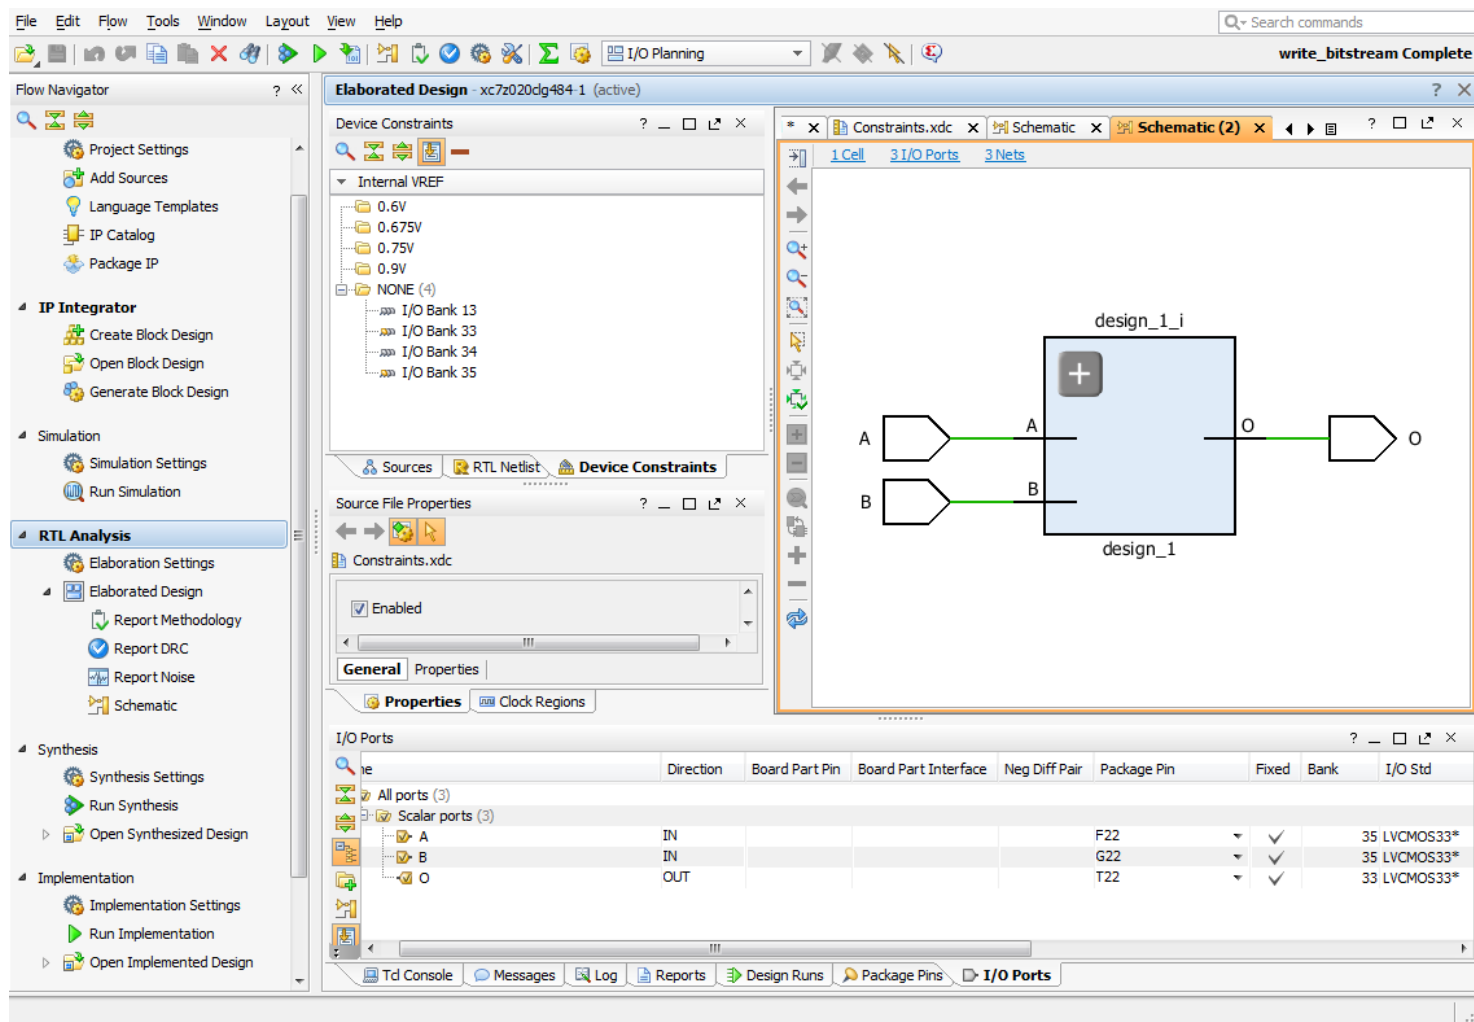 File Edit Flow Tools Window Layout View Help
Search commands
I/O Planning
write_bitstream Complete
Flow Navigator ? «
Project Settings
Add Sources
Language Templates
IP Catalog
Package IP
IP Integrator
Create Block Design
Open Block Design
Generate Block Design
Simulation
Simulation Settings
Run Simulation
RTL Analysis
Elaboration Settings
Elaborated Design
Report Methodology
Report DRC
Report Noise
Schematic
Synthesis
Synthesis Settings
Run Synthesis
Open Synthesized Design
Implementation
Implementation Settings
Run Implementation
Open Implemented Design
Elaborated Design - xc7z020clg484-1 (active)
Device Constraints
Internal VREF
0.6V
0.675V
0.75V
0.9V
NONE (4)
I/O Bank 13
I/O Bank 33
I/O Bank 34
I/O Bank 35
Sources RTL Netlist Device Constraints
Source File Properties
Constraints.xdc
Enabled
General Properties
Properties Clock Regions
* Constraints.xdc Schematic Schematic (2)
1 Cell 3 I/O Ports 3 Nets
design_1_i
A A O O
B B
design_1
I/O Ports
ne Direction Board Part Pin Board Part Interface Neg Diff Pair Package Pin Fixed Bank I/O Std
All ports (3)
Scalar ports (3)
A IN F22 35 LVCMOS33*
B IN G22 35 LVCMOS33*
O OUT T22 33 LVCMOS33*
Tcl Console Messages Log Reports Design Runs Package Pins I/O Ports